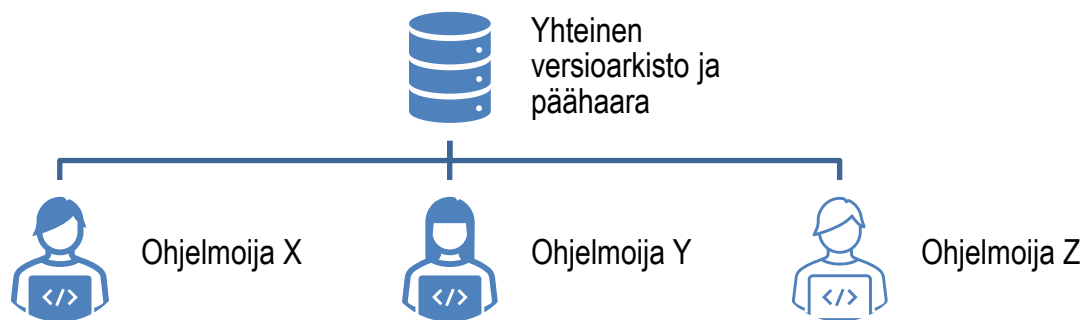 Yhteinen
versioarkisto ja
päähaara
Ohjelmoija X
Ohjelmoija Y
Ohjelmoija Z
</>
</>
</>